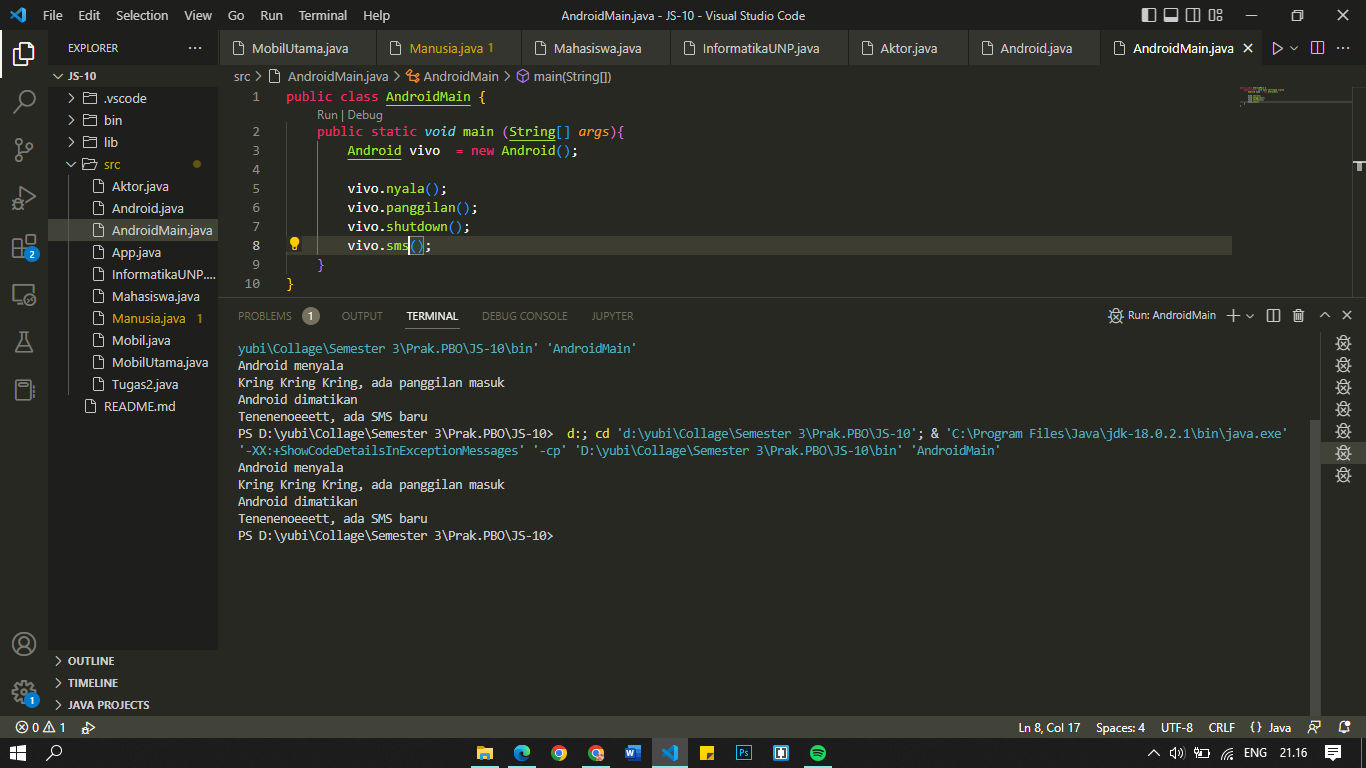 File Edit Selection View Go Run Terminal Help AndroidMain.java - JS-10 - Visual Studio Code
EXPLORER
MobilUtama.java Manusia.java 1 Mahasiswa.java InformatikaUNP.java Aktor.java Android.java AndroidMain.java
JS-10
.vscode
bin
lib
src
Aktor.java
Android.java
AndroidMain.java
App.java
InformatikaUNP....
Mahasiswa.java
Manusia.java 1
Mobil.java
MobilUtama.java
Tugas2.java
README.md
OUTLINE
TIMELINE
JAVA PROJECTS
2
1
src > AndroidMain.java > AndroidMain > main(String[])
1 public class AndroidMain {
Run | Debug
2 public static void main (String[] args){
3 Android vivo  = new Android();
4
5 vivo.nyala();
6 vivo.panggilan();
7 vivo.shutdown();
8 vivo.sms();
9 }
10 }
PROBLEMS 1 OUTPUT TERMINAL DEBUG CONSOLE JUPYTER Run: AndroidMain
yubi\Collage\Semester 3\Prak.PBO\JS-10\bin' 'AndroidMain'
Android menyala
Kring Kring Kring, ada panggilan masuk
Android dimatikan
Tenenenoeeett, ada SMS baru
PS D:\yubi\Collage\Semester 3\Prak.PBO\JS-10>  d:; cd 'd:\yubi\Collage\Semester 3\Prak.PBO\JS-10'; & 'C:\Program Files\Java\jdk-18.0.2.1\bin\java.exe'
'-XX:+ShowCodeDetailsInExceptionMessages' '-cp' 'D:\yubi\Collage\Semester 3\Prak.PBO\JS-10\bin' 'AndroidMain'
Android menyala
Kring Kring Kring, ada panggilan masuk
Android dimatikan
Tenenenoeeett, ada SMS baru
PS D:\yubi\Collage\Semester 3\Prak.PBO\JS-10>
0 1 Ln 8, Col 17 Spaces: 4 UTF-8 CRLF {} Java
W Ps ENG 21.16